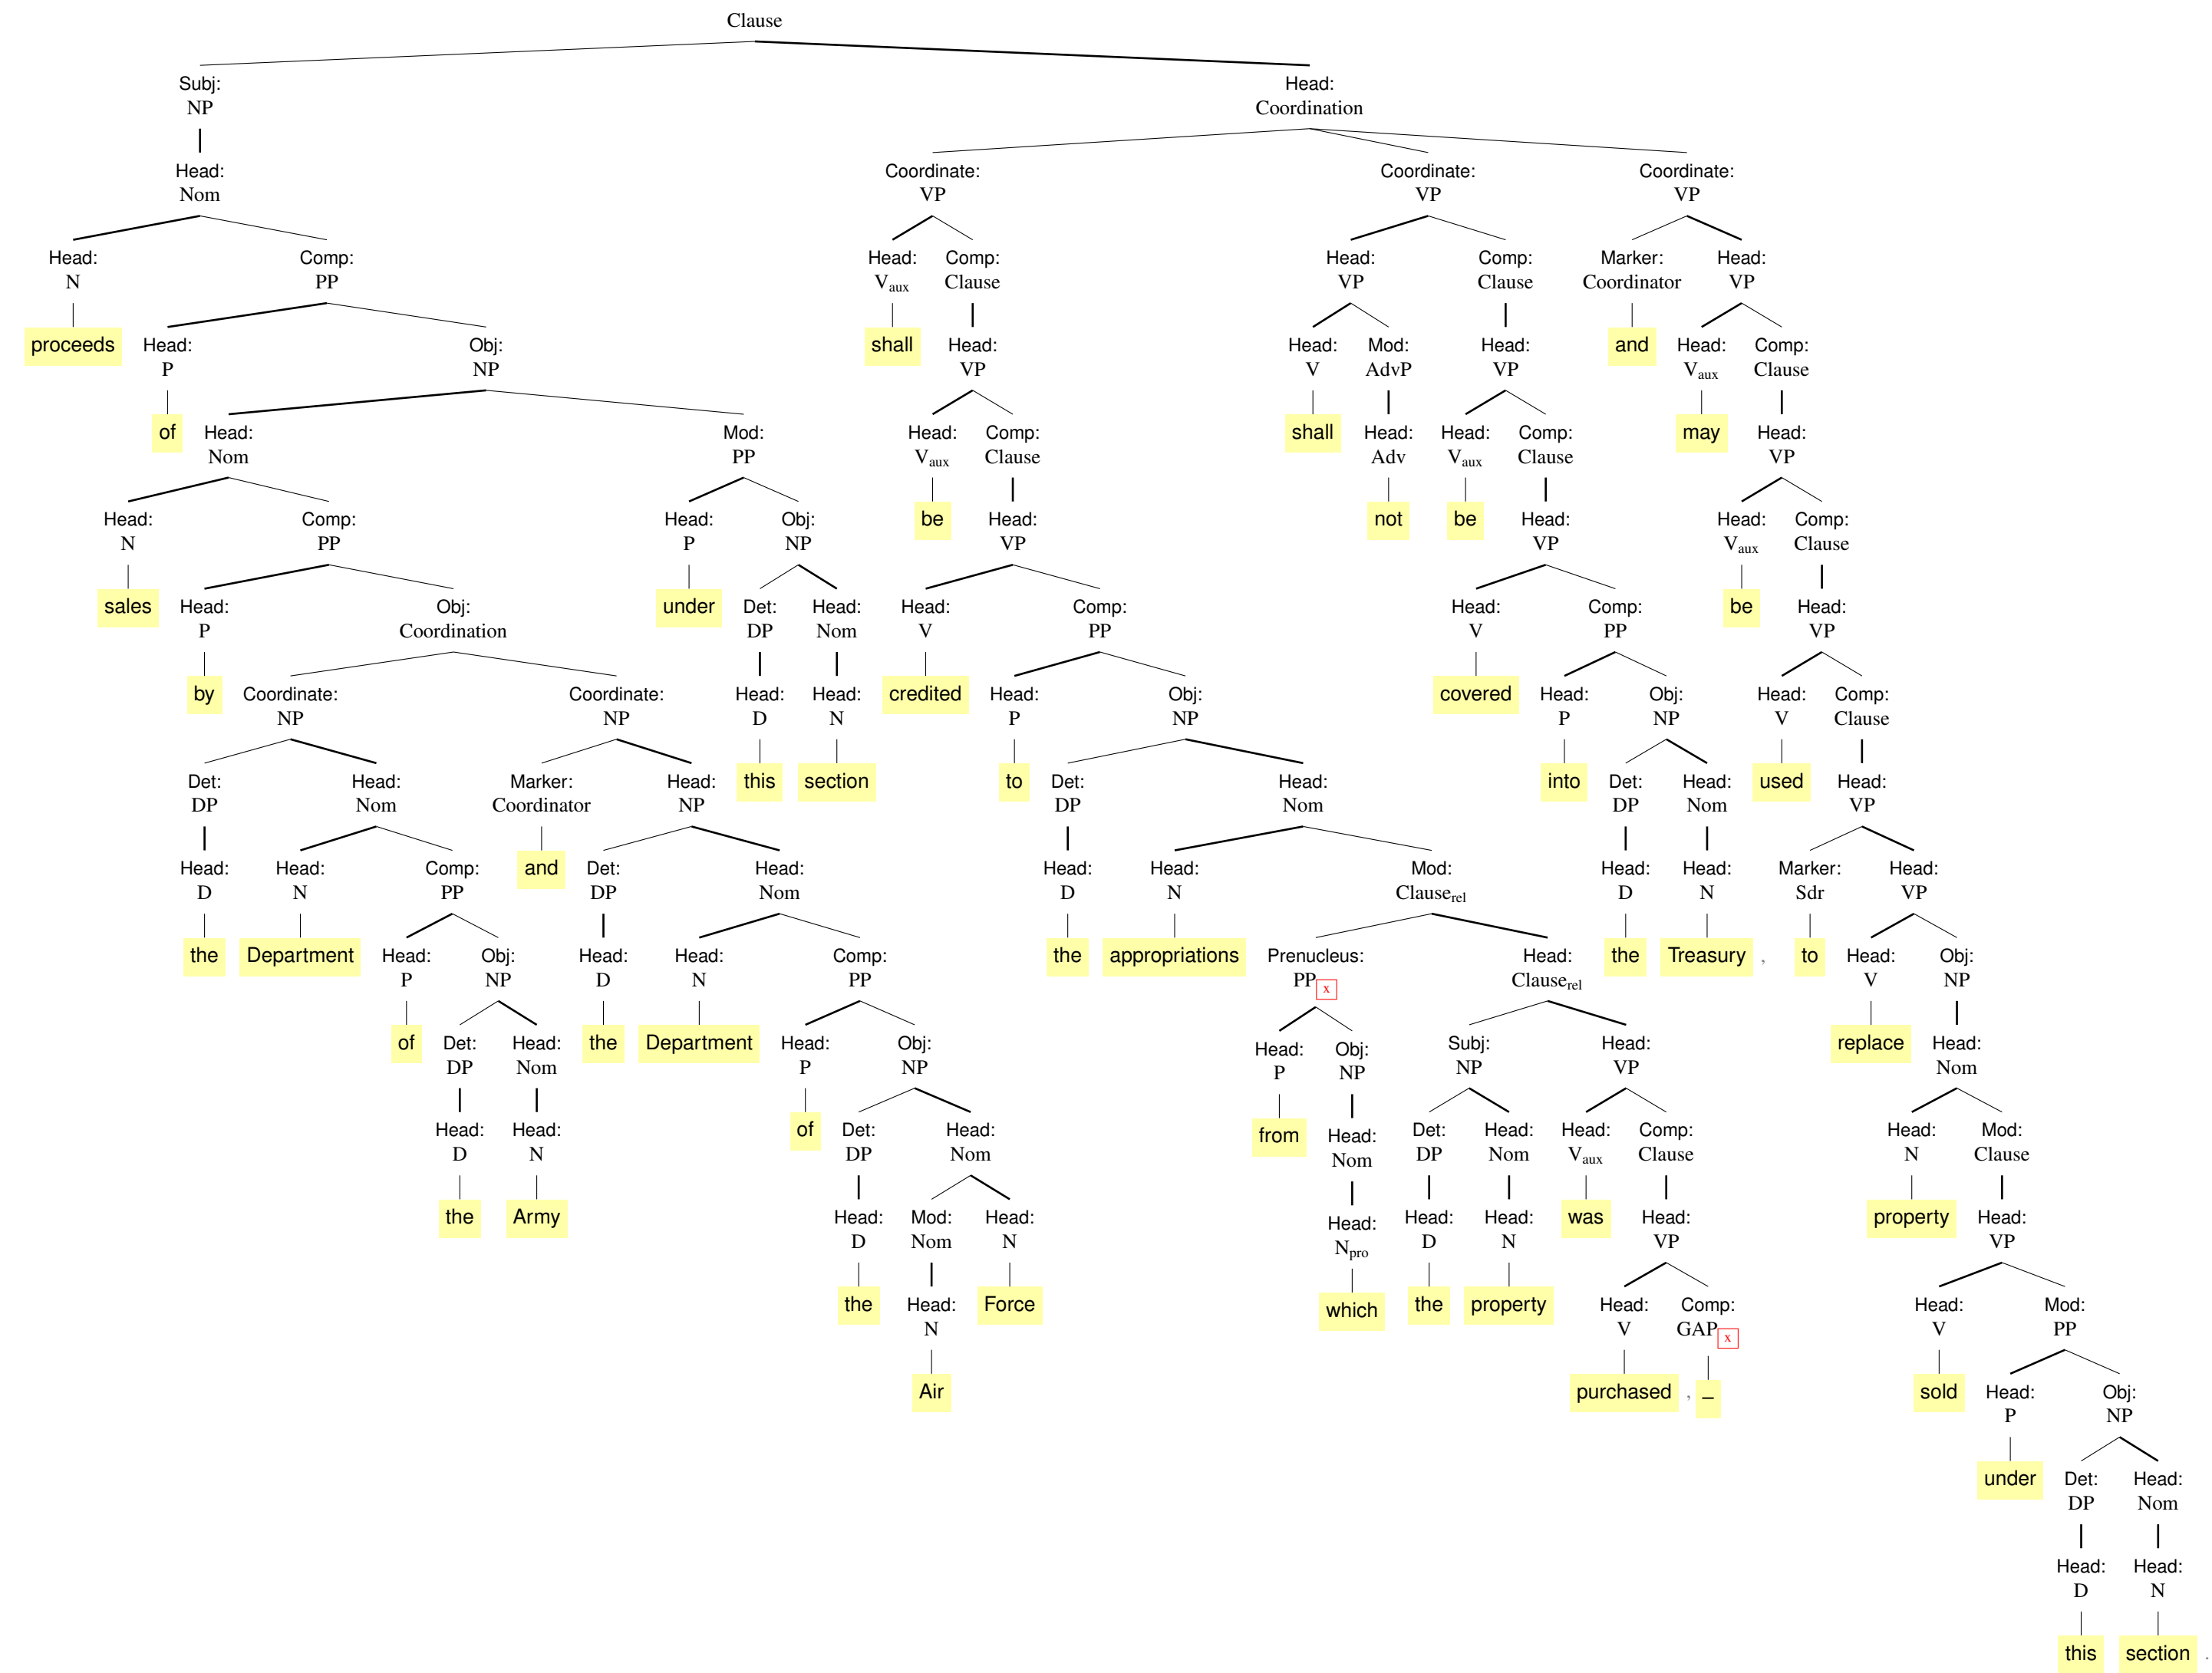 Clause
Subj: Head:
NP Coordination
Head: Coordinate: Coordinate: Coordinate:
Nom VP VP VP
Head: Comp: Head: Comp: Head: Comp: Marker: Head:
N PP Vaux Clause VP Clause Coordinator VP
proceeds Head: Obj: shall Head: Head: Mod: Head: and Head: Comp:
P NP VP V AdvP VP Vaux Clause
of Head: Mod: Head: Comp: shall Head: Head: Comp: may Head:
Nom PP Vaux Clause Adv Vaux Clause VP
Head: Comp: Head: Obj: be Head: not be Head: Head: Comp:
N PP P NP VP VP Vaux Clause
sales Head: Obj: under Det: Head: Head: Comp: Head: Comp: be Head:
P Coordination DP Nom V PP V PP VP
by Coordinate: Coordinate: Head: Head: credited Head: Obj: covered Head: Obj: Head: Comp:
NP NP D N P NP P NP V Clause
Det: Head: Marker: Head: this section to Det: Head: into Det: Head: used Head:
DP Nom Coordinator NP DP Nom DP Nom VP
Head: Head: Comp: and Det: Head: Head: Head: Mod: Head: Head: Marker: Head:
D N PP DP Nom D N Clauserel D N Sdr VP
the Department Head: Obj: Head: Head: Comp: the appropriations Prenucleus: Head: the Treasury , to Head: Obj:
P NP D N PP PP x Clauserel V NP
of Det: Head: the Department Head: Obj: Head: Obj: Subj: Head: replace Head:
DP Nom P NP P NP NP VP Nom
Head: Head: of Det: Head: from Head: Det: Head: Head: Comp: Head: Mod:
D N DP Nom Nom DP Nom Vaux Clause N Clause
the Army Head: Mod: Head: Head: Head: Head: was Head: property Head:
D Nom N Npro D N VP VP
the Head: Force which the property Head: Comp: Head: Mod:
N V GAP x V PP
Air purchased , – sold Head: Obj:
P NP
under Det: Head:
DP Nom
Head: Head:
D N
this section .